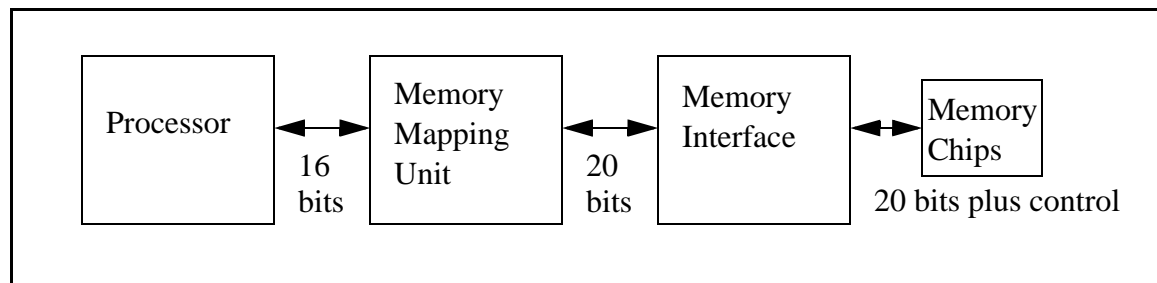 Processor
16
bits
Memory
Mapping
Unit
20
bits
Memory
Interface
Memory
Chips
20 bits plus control